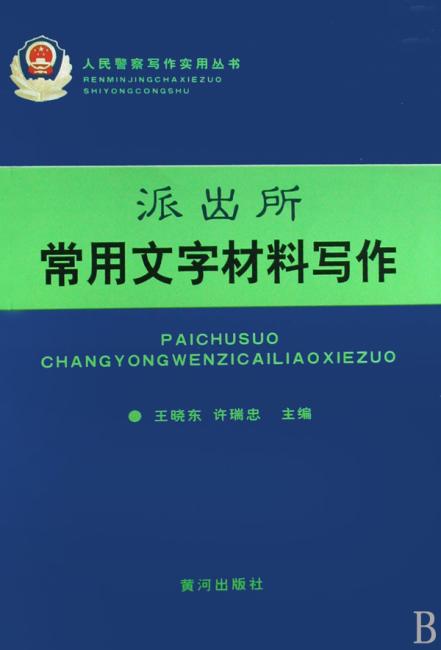 人民警察写作实用丛书
RENMINJINGCHAXIEZUO
SHIYONGCONGSHU
派出所
常用文字材料写作
PAICHUSUO
CHANGYONGWENZICAILIAOXIEZUO
王晓东 许瑞忠 主编
黄河出版社
B